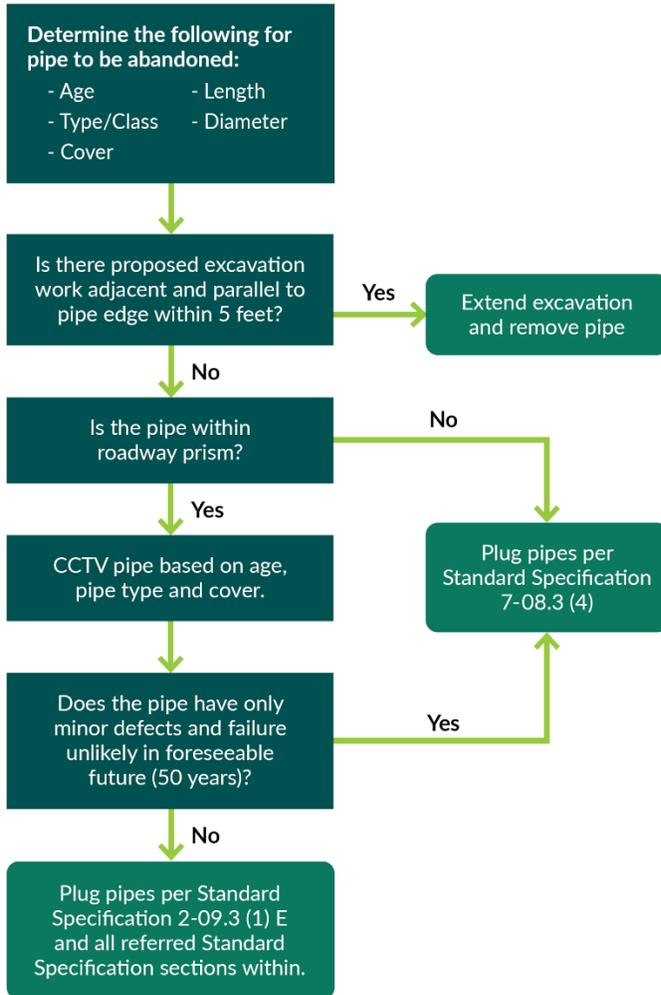 Determine the following for
pipe to be abandoned:
- Age
- Length
- Type/Class
- Diameter
- Cover
Is there proposed excavation
work adjacent and parallel to
pipe edge within 5 feet?
Yes
Extend excavation
and remove pipe
No
Is the pipe within
roadway prism?
No
Yes
Plug pipes per
Standard Specification
7-08.3 (4)
CCTV pipe based on age,
pipe type and cover.
Does the pipe have only
minor defects and failure
unlikely in foreseeable
future (50 years)?
Yes
No
Plug pipes per Standard
Specification 2-09.3 (1) E
and all referred Standard
Specification sections within.